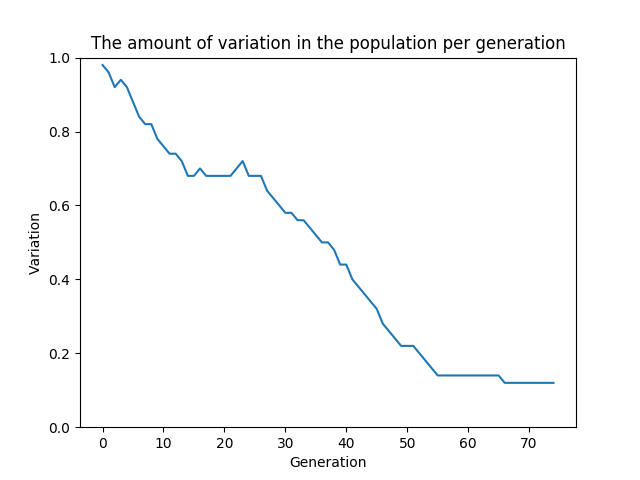 The amount of variation in the population per generation
1.0
0.8
0.6
0.4
0.2
0.0
Variation
0 10 20 30 40 50 60 70
Generation